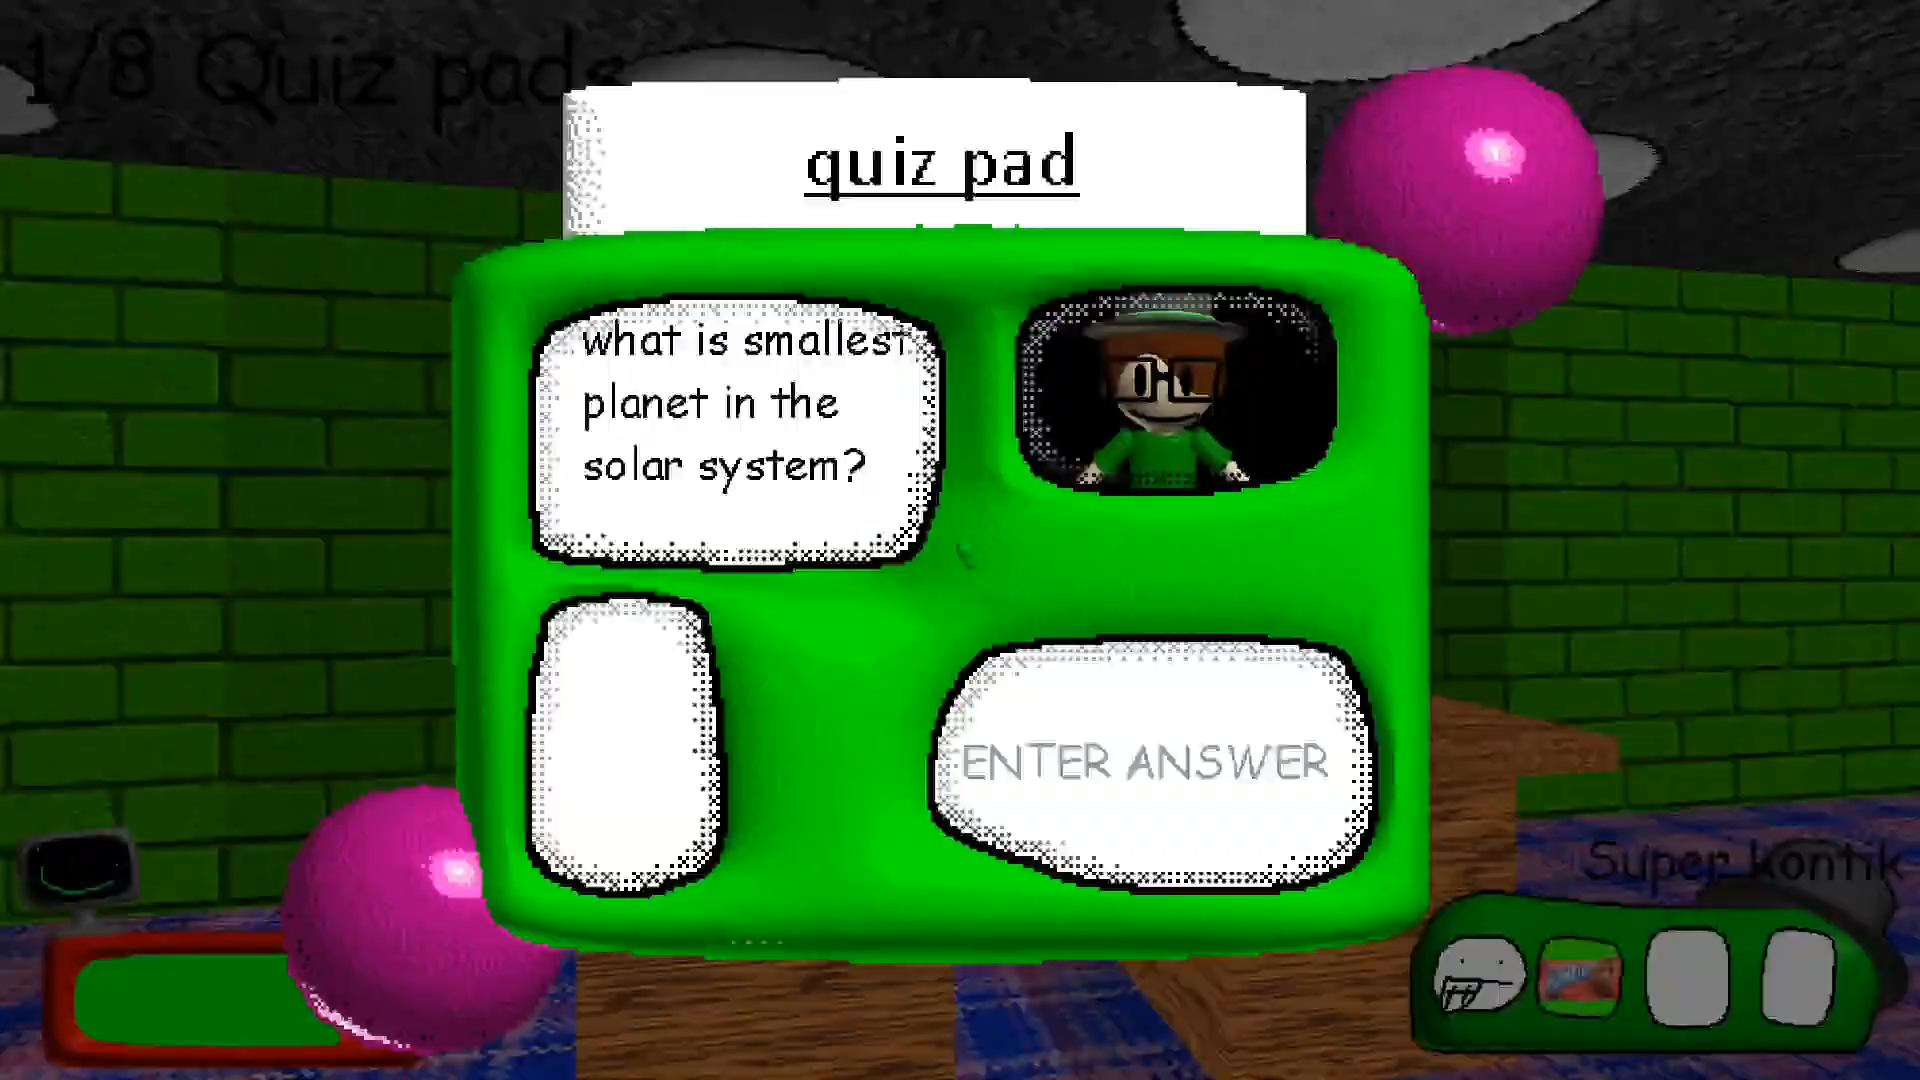 1/8 Quiz pads
quiz pad
what is smallest
planet in the
solar system?
ENTER ANSWER
Super kontik